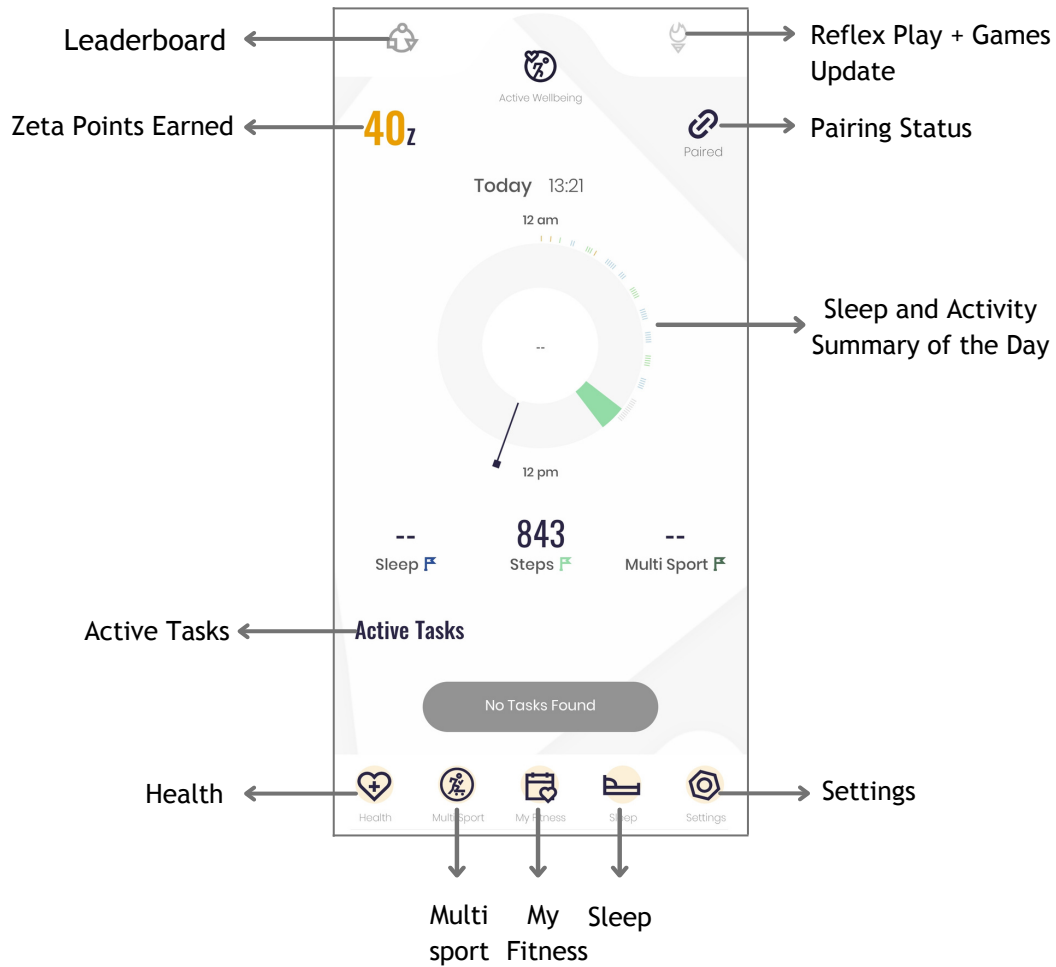 Leaderboard
Reflex Play + Games
Update
Active Wellbeing
Zeta Points Earned
40z
Pairing Status
Paired
Today 13:21
12 am
Sleep and Activity
Summary of the Day
--
12 pm
--
843
--
Sleep
Steps
Multi Sport
Active Tasks
Active Tasks
No Tasks Found
Health
Settings
Health
Multi Sport
My Fitness
Sleep
Settings
Multi
sport
My
Fitness
Sleep